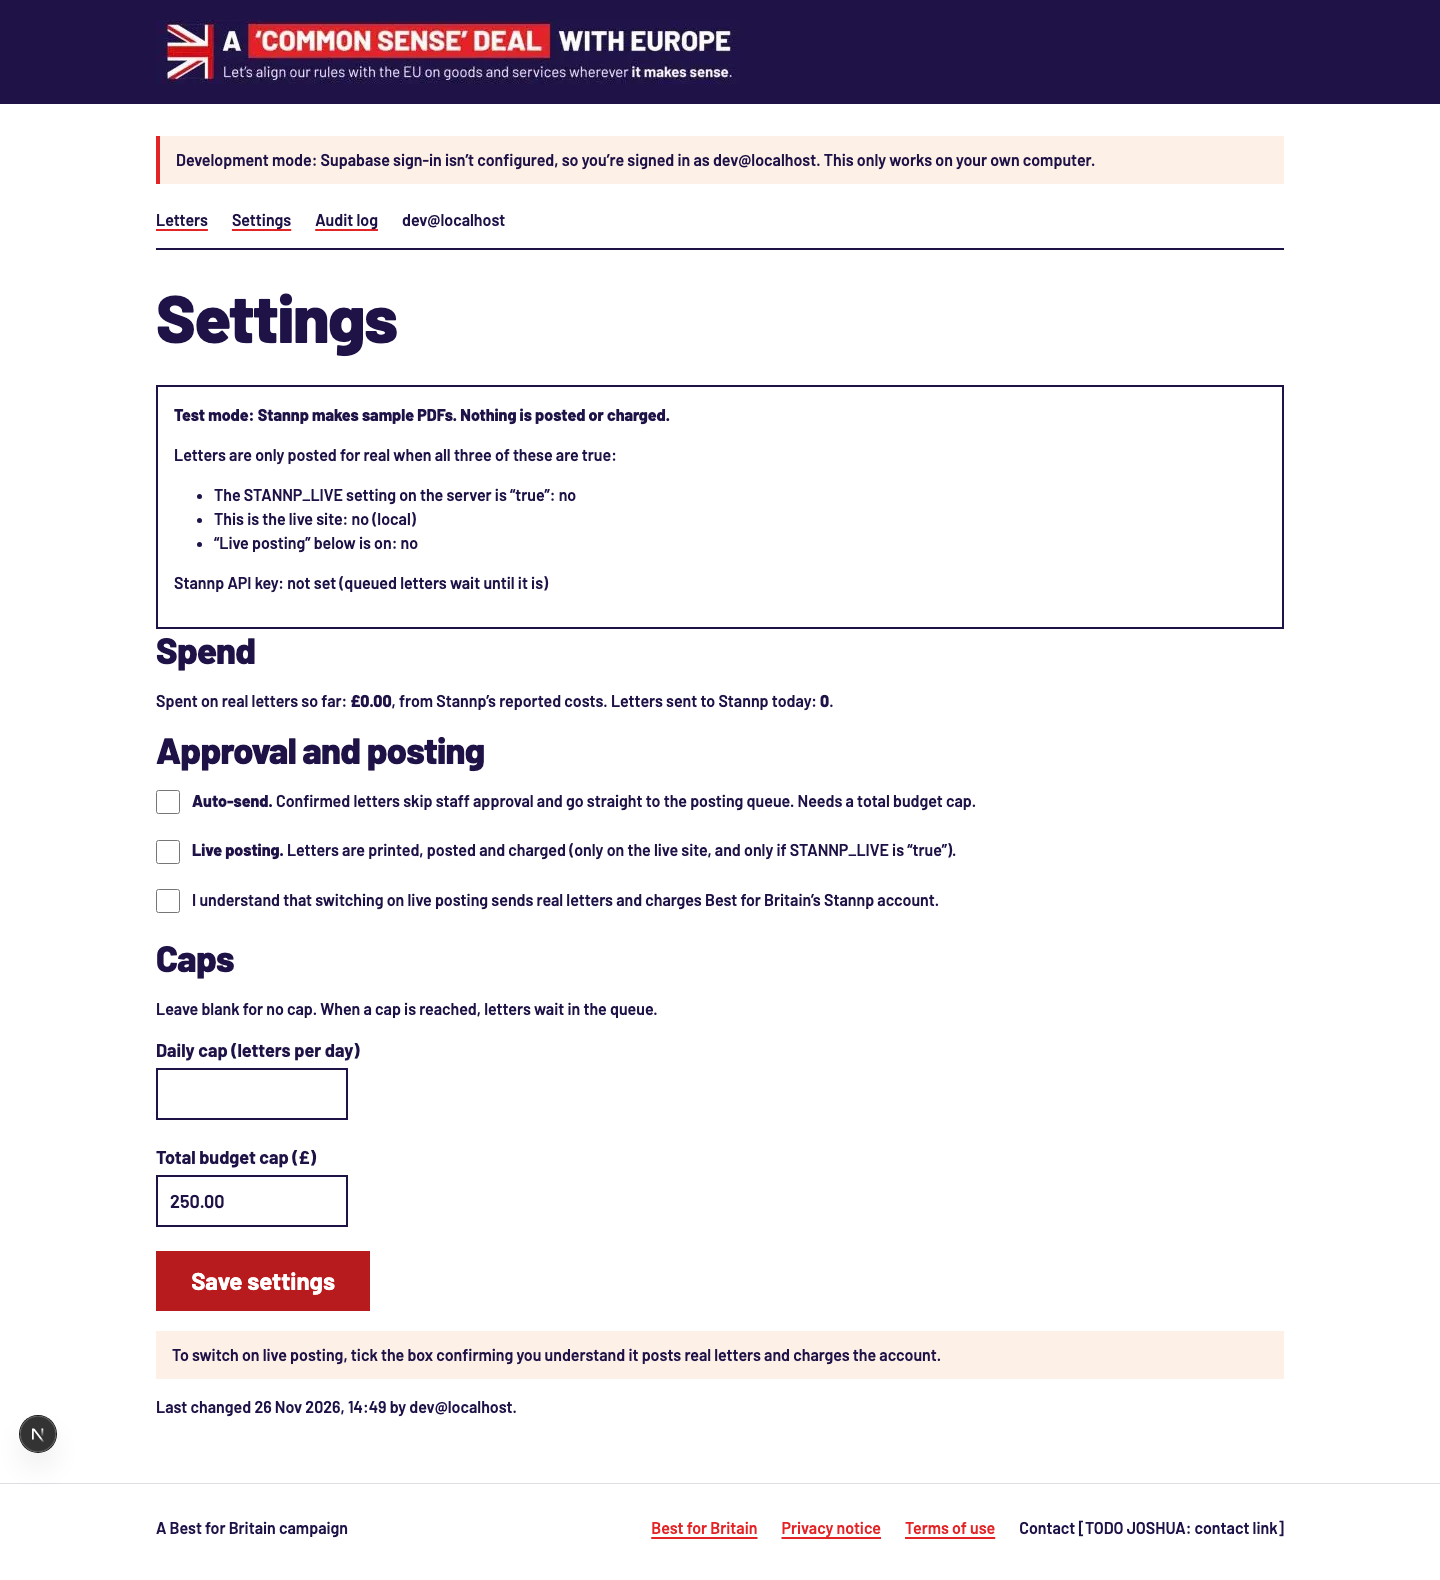 A ‘COMMON SENSE’ DEAL WITH EUROPE
Let’s align our rules with the EU on goods and services wherever it makes sense.
Development mode: Supabase sign-in isn’t configured, so you’re signed in as dev@localhost. This only works on your own computer.
Letters Settings Audit log dev@localhost
Settings
Test mode: Stannp makes sample PDFs. Nothing is posted or charged.
Letters are only posted for real when all three of these are true:
• The STANNP_LIVE setting on the server is “true”: no
• This is the live site: no (local)
• “Live posting” below is on: no
Stannp API key: not set (queued letters wait until it is)
Spend
Spent on real letters so far: £0.00, from Stannp’s reported costs. Letters sent to Stannp today: 0.
Approval and posting
Auto-send. Confirmed letters skip staff approval and go straight to the posting queue. Needs a total budget cap.
Live posting. Letters are printed, posted and charged (only on the live site, and only if STANNP_LIVE is “true”).
I understand that switching on live posting sends real letters and charges Best for Britain’s Stannp account.
Caps
Leave blank for no cap. When a cap is reached, letters wait in the queue.
Daily cap (letters per day)
Total budget cap (£)
250.00
Save settings
To switch on live posting, tick the box confirming you understand it posts real letters and charges the account.
Last changed 26 Nov 2026, 14:49 by dev@localhost.
N
A Best for Britain campaign Best for Britain Privacy notice Terms of use Contact [TODO JOSHUA: contact link]